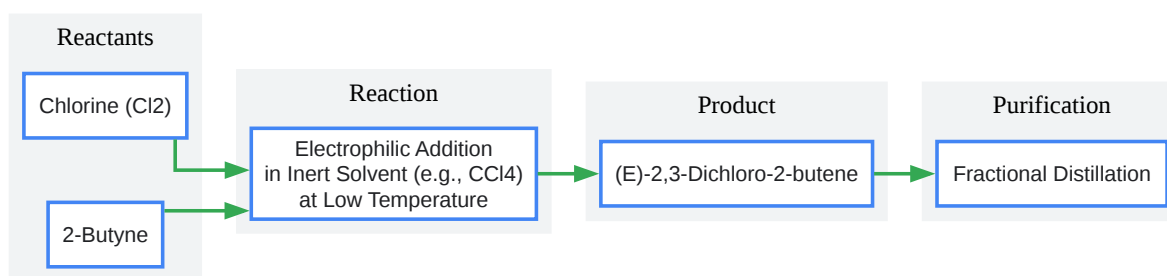 Reactants
Chlorine (Cl2)
2-Butyne
Reaction
Electrophilic Addition
in Inert Solvent (e.g., CCl4)
at Low Temperature
Product
(E)-2,3-Dichloro-2-butene
Purification
Fractional Distillation